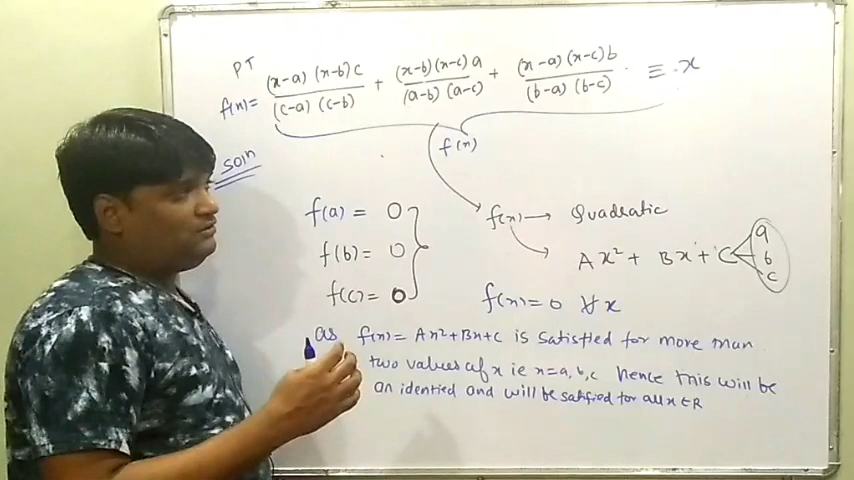 PT
f(x) = (x-a)(x-b)c / (c-a)(c-b) + (x-b)(x-c)a / (a-b)(a-c) + (x-a)(x-c)b / (b-a)(b-c) ≡ x
f(x)
Soln
f(a) = 0
f(b) = 0
f(c) = 0
f(x) → Quadratic
Ax² + Bx + C
a
b
c
f(x) = 0 ∀ x
as f(x) = Ax²+Bx+C is satisfied for more than
two values of x ie x=a, b, c hence this will be
an identied and will be satisfied for all x ∈ R